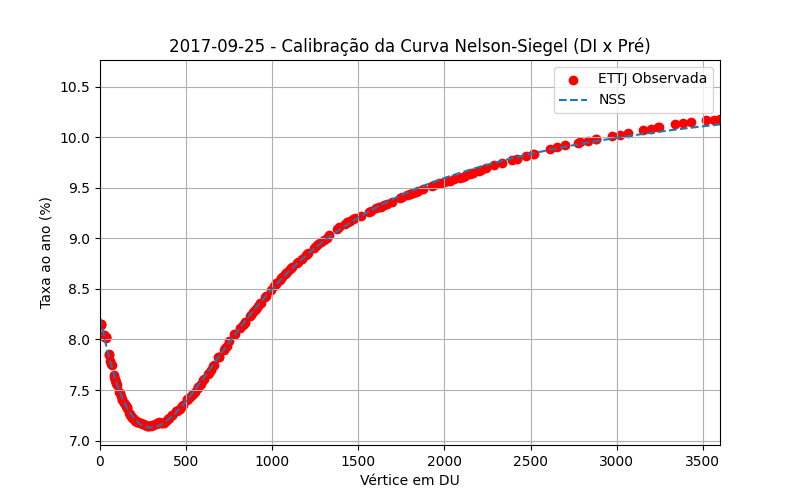 2017-09-25 - Calibração da Curva Nelson-Siegel (DI x Pré)
ETTJ Observada
NSS
Taxa ao ano (%)
10.5
10.0
9.5
9.0
8.5
8.0
7.5
7.0
0 500 1000 1500 2000 2500 3000 3500
Vértice em DU